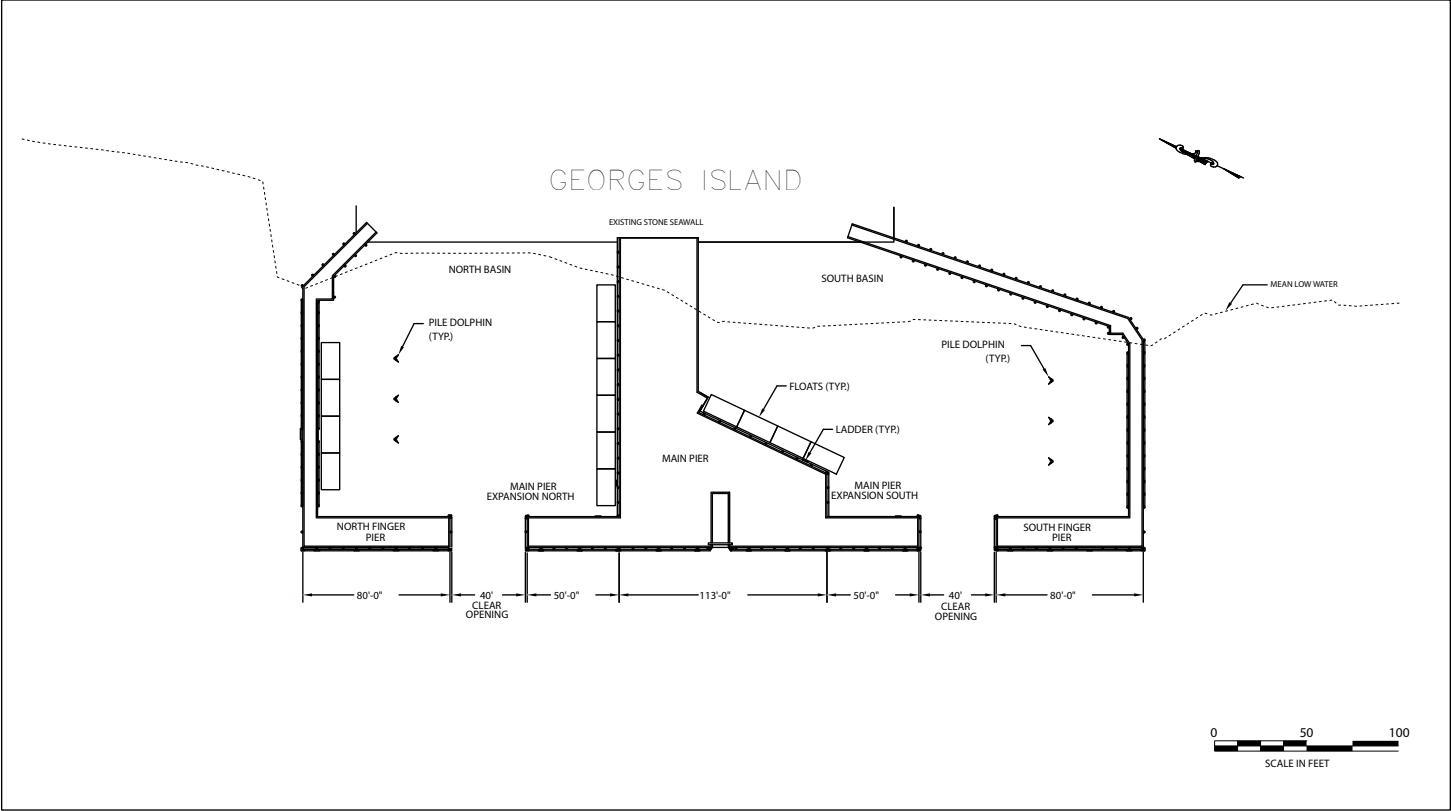 GEORGES ISLAND
EXISTING STONE SEAWALL
NORTH BASIN
SOUTH BASIN
MEAN LOW WATER
PILE DOLPHIN
(TYP.)
PILE DOLPHIN
(TYP.)
FLOATS (TYP.)
LADDER (TYP.)
MAIN PIER
MAIN PIER
EXPANSION NORTH
MAIN PIER
EXPANSION SOUTH
NORTH FINGER
PIER
SOUTH FINGER
PIER
80'-0"
40'
CLEAR
OPENING
50'-0"
113'-0"
50'-0"
40'
CLEAR
OPENING
80'-0"
0 50 100
SCALE IN FEET